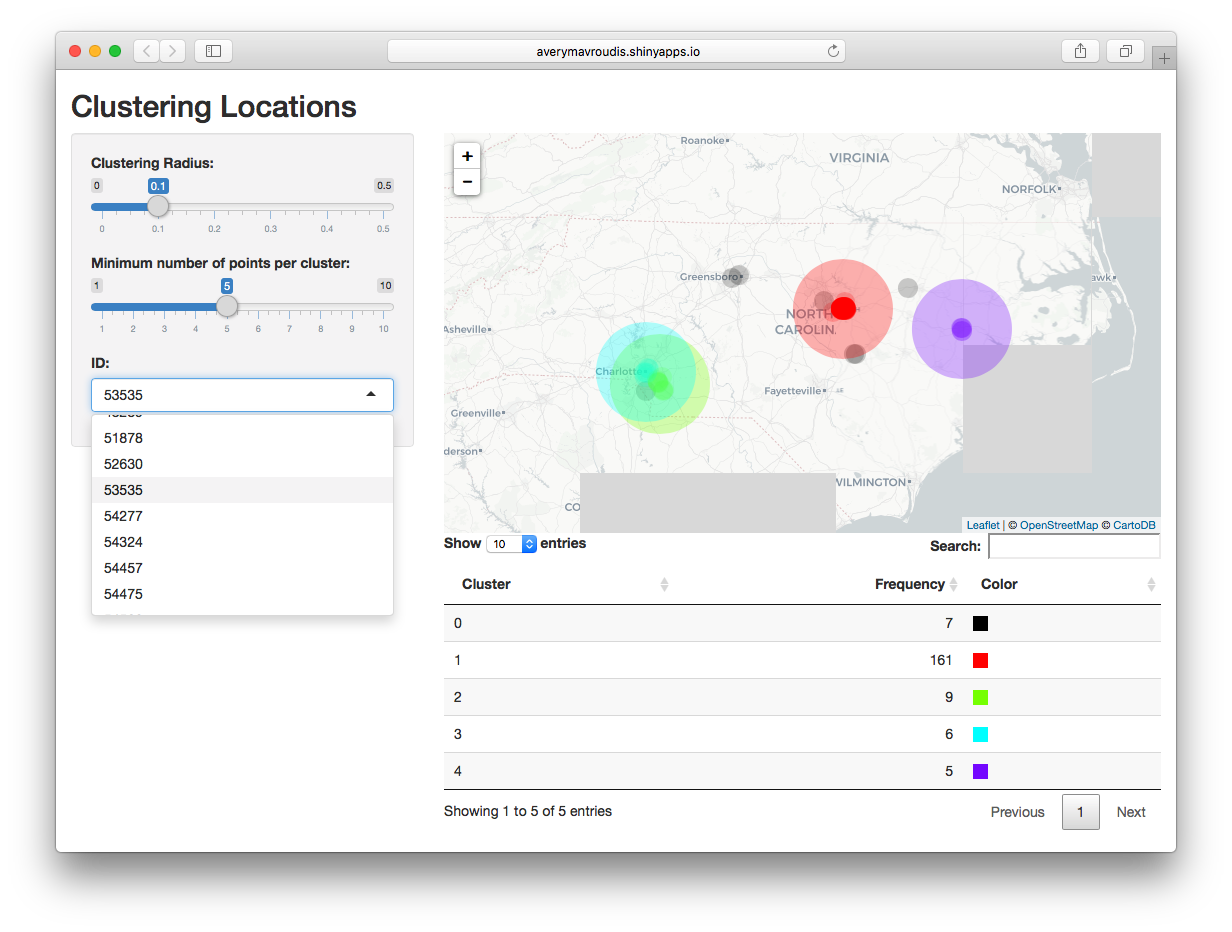 averymavroudis.shinyapps.io
Clustering Locations
Clustering Radius:
0 0.1 0.5
0 0.1 0.2 0.3 0.4 0.5
Minimum number of points per cluster:
1 5 10
1 2 3 4 5 6 7 8 9 10
ID:
53535
51878
52630
53535
54277
54324
54457
54475
+
−
Roanoke
VIRGINIA
NORFOLK
Greensboro
awk
NORTH
CAROLIN
Asheville
Charlotte
Fayetteville
Greenville
derson
WILMINGTON
CO
Leaflet | © OpenStreetMap © CartoDB
Show 10 entries
Search:
Cluster Frequency Color
0 7
1 161
2 9
3 6
4 5
Showing 1 to 5 of 5 entries
Previous 1 Next